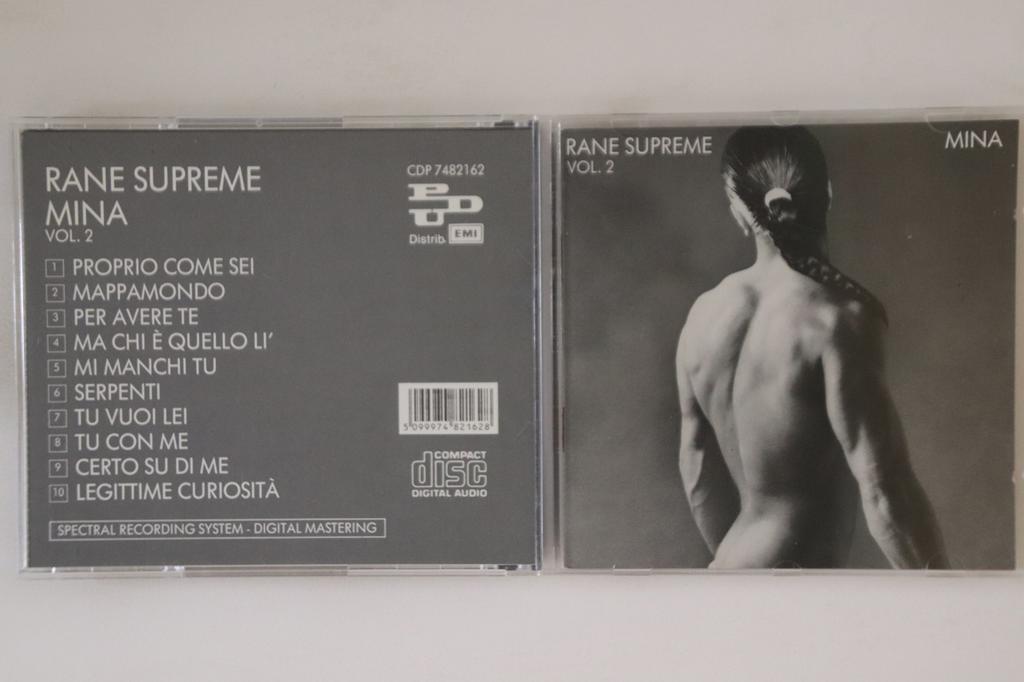 RANE SUPREME
MINA
VOL. 2
1 PROPRIO COME SEI
2 MAPPAMONDO
3 PER AVERE TE
4 MA CHI È QUELLO LI'
5 MI MANCHI TU
6 SERPENTI
7 TU VUOI LEI
8 TU CON ME
9 CERTO SU DI ME
10 LEGITTIME CURIOSITÀ
SPECTRAL RECORDING SYSTEM - DIGITAL MASTERING
CDP 7482162
PDU
Distrib. EMI
5 099974 821628
COMPACT
disc
DIGITAL AUDIO
RANE SUPREME
VOL. 2
MINA